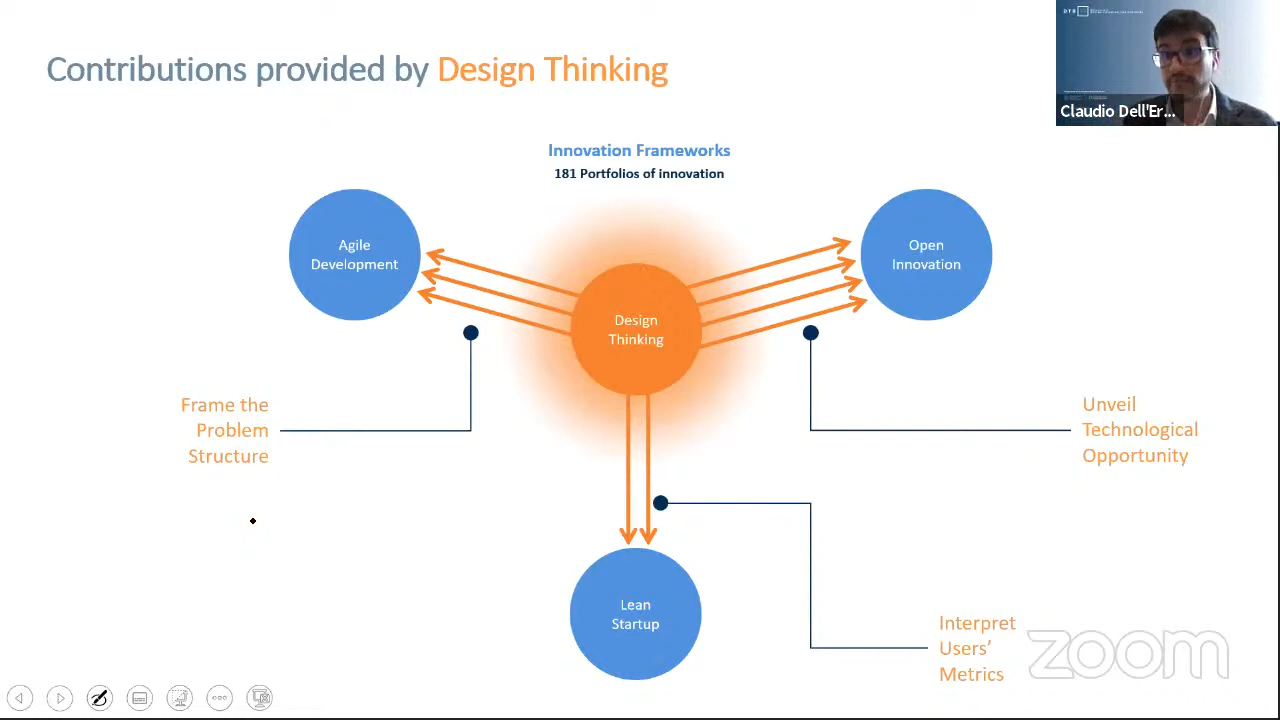 Contributions provided by Design Thinking
Claudio Dell'Er...
Innovation Frameworks
181 Portfolios of innovation
Agile
Development
Open
Innovation
Design
Thinking
Frame the
Problem
Structure
Unveil
Technological
Opportunity
Lean
Startup
Interpret
Users'
Metrics
zoom